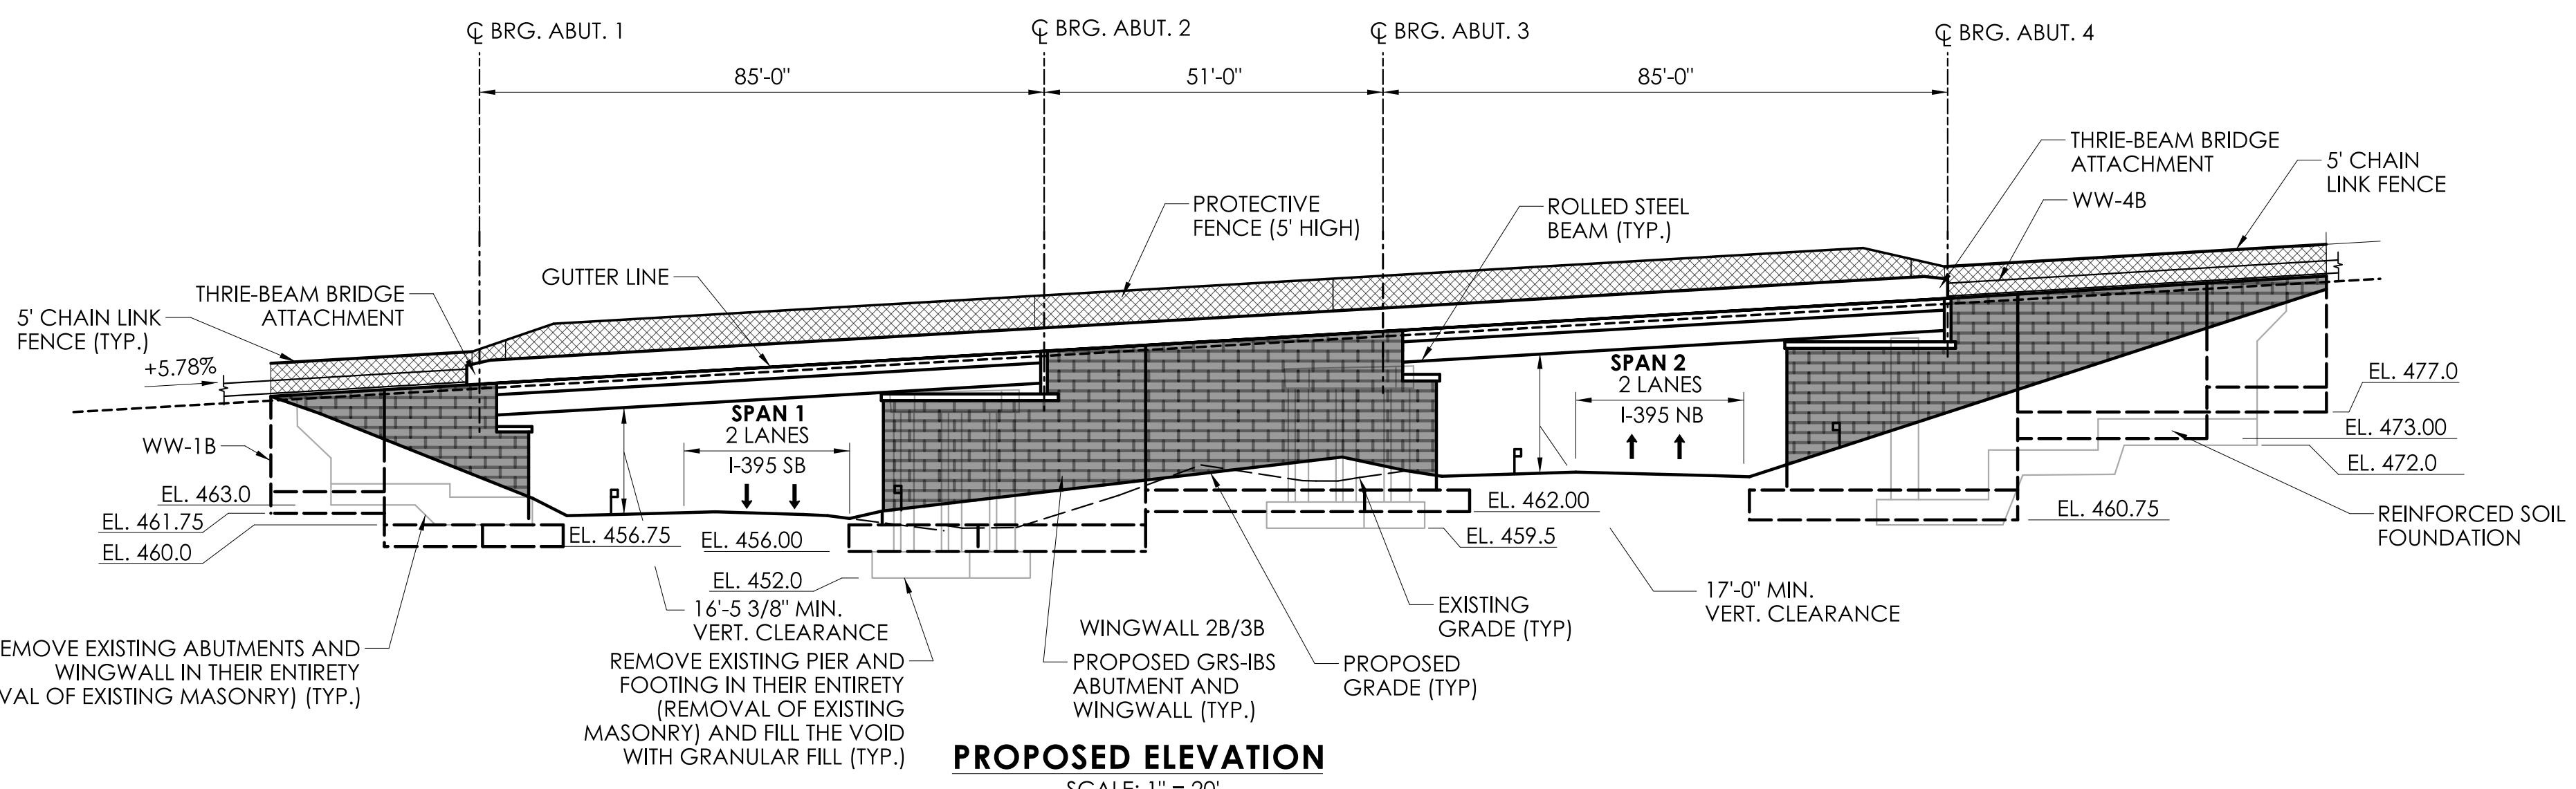 ℄ BRG. ABUT. 1
℄ BRG. ABUT. 2
℄ BRG. ABUT. 3
℄ BRG. ABUT. 4
85'-0"
51'-0"
85'-0"
THRIE-BEAM BRIDGE
ATTACHMENT
5' CHAIN
LINK FENCE
WW-4B
PROTECTIVE
FENCE (5' HIGH)
ROLLED STEEL
BEAM (TYP.)
GUTTER LINE
THRIE-BEAM BRIDGE
ATTACHMENT
5' CHAIN LINK
FENCE (TYP.)
+5.78%
SPAN 1
2 LANES
I-395 SB
SPAN 2
2 LANES
I-395 NB
WW-1B
EL. 463.0
EL. 461.75
EL. 460.0
EL. 456.75
EL. 456.00
EL. 452.0
EL. 462.00
EL. 459.5
EL. 477.0
EL. 473.00
EL. 472.0
EL. 460.75
REINFORCED SOIL
FOUNDATION
16'-5 3/8" MIN.
VERT. CLEARANCE
17'-0" MIN.
VERT. CLEARANCE
EXISTING
GRADE (TYP)
WINGWALL 2B/3B
PROPOSED GRS-IBS
ABUTMENT AND
WINGWALL (TYP.)
PROPOSED
GRADE (TYP)
EMOVE EXISTING ABUTMENTS AND
WINGWALL IN THEIR ENTIRETY
VAL OF EXISTING MASONRY) (TYP.)
REMOVE EXISTING PIER AND
FOOTING IN THEIR ENTIRETY
(REMOVAL OF EXISTING
MASONRY) AND FILL THE VOID
WITH GRANULAR FILL (TYP.)
PROPOSED ELEVATION
SCALE: 1" = 20'